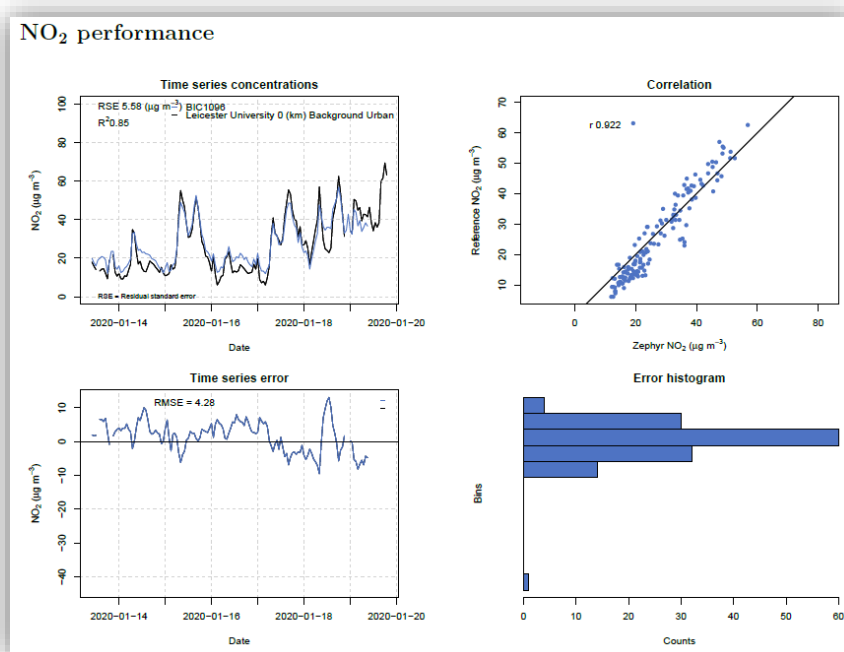 NO₂ performance
Time series concentrations
RSE 5.58 (µg m⁻³) BIC1096
R²0.85
— Leicester University 0 (km) Background Urban
NO₂ (µg m⁻³)
100
80
60
40
20
0
RSE = Residual standard error
2020-01-14 2020-01-16 2020-01-18 2020-01-20
Date
Correlation
r 0.922
Reference NO₂ (µg m⁻³)
70
60
50
40
30
20
10
0 20 40 60 80
Zephyr NO₂ (µg m⁻³)
Time series error
RMSE = 4.28
NO₂ (µg m⁻³)
10
0
-10
-20
-30
-40
2020-01-14 2020-01-16 2020-01-18 2020-01-20
Date
Error histogram
Bins
0 10 20 30 40 50 60
Counts